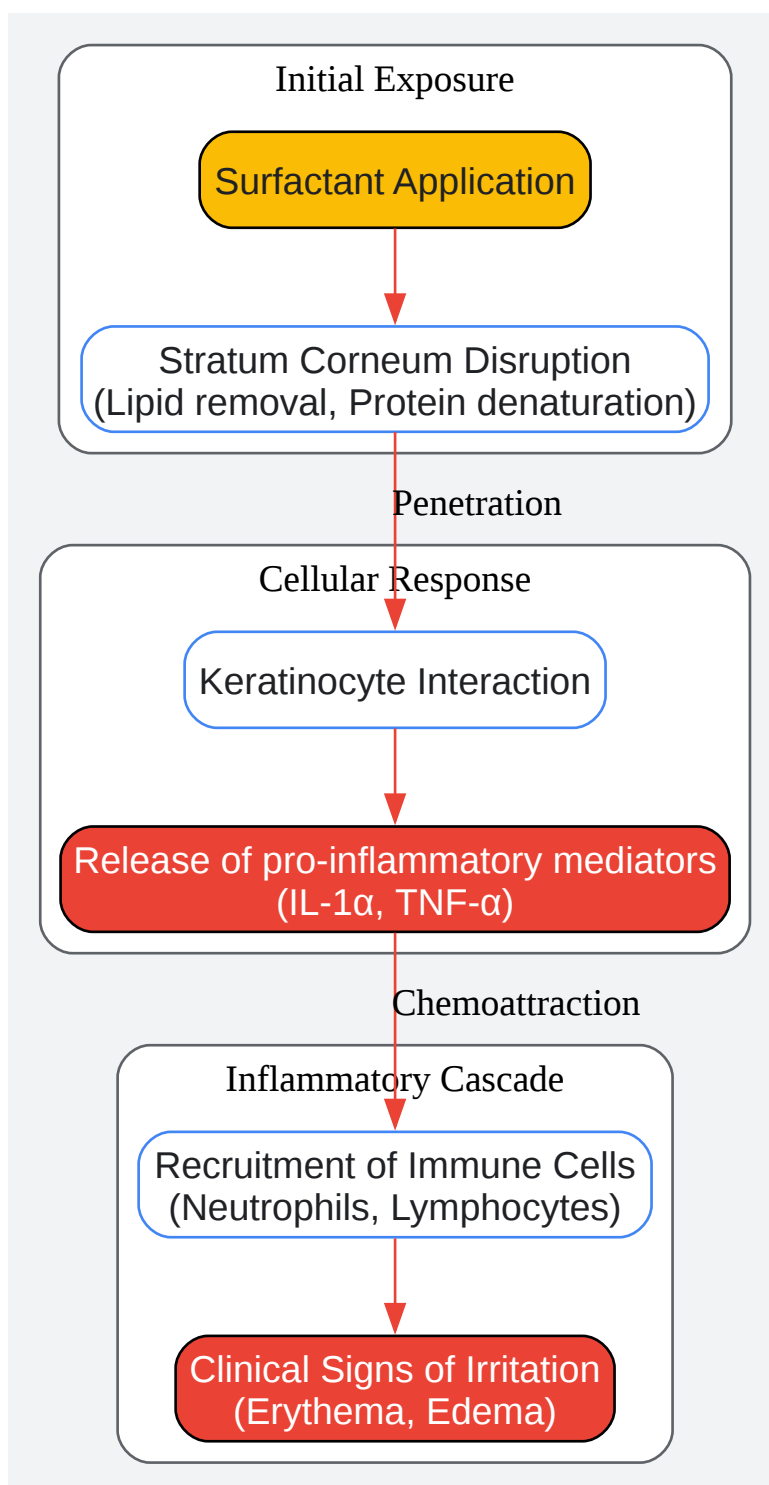 Initial Exposure
Surfactant Application
Stratum Corneum Disruption
(Lipid removal, Protein denaturation)
Penetration
Cellular Response
Keratinocyte Interaction
Release of pro-inflammatory mediators
(IL-1α, TNF-α)
Chemoattraction
Inflammatory Cascade
Recruitment of Immune Cells
(Neutrophils, Lymphocytes)
Clinical Signs of Irritation
(Erythema, Edema)